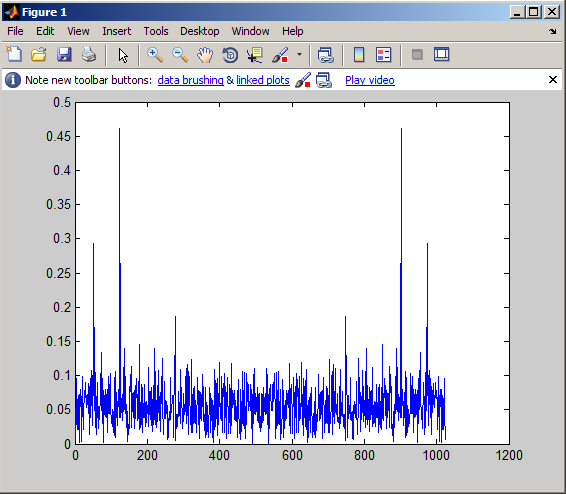 Figure 1
File Edit View Insert Tools Desktop Window Help
Note new toolbar buttons: data brushing & linked plots Play video
0.5
0.45
0.4
0.35
0.3
0.25
0.2
0.15
0.1
0.05
0
0 200 400 600 800 1000 1200